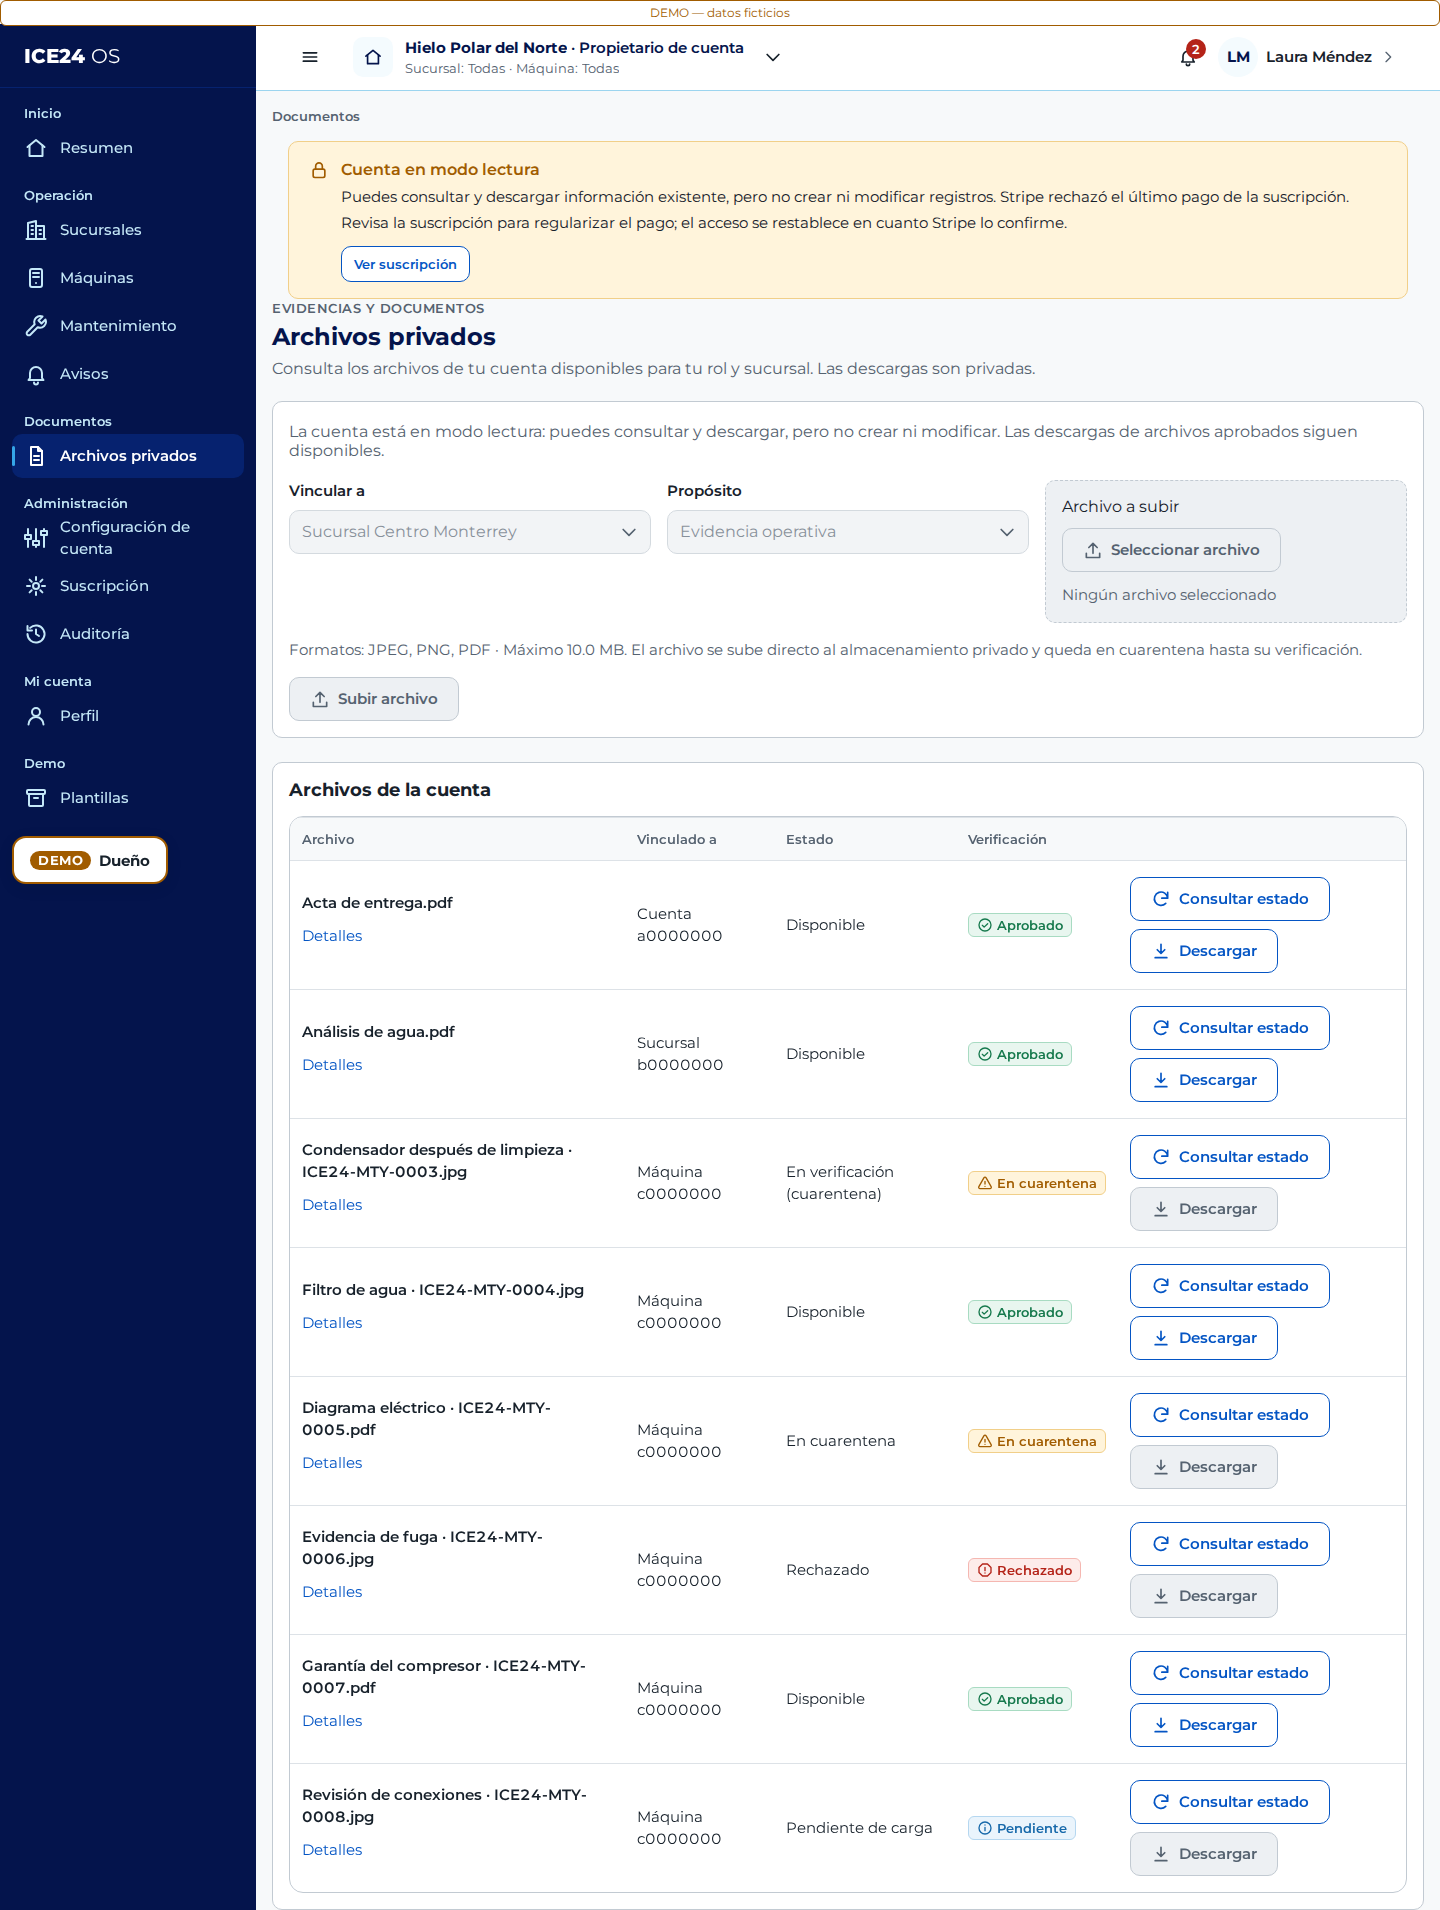 DEMO — datos ficticios
ICE24 OS
Inicio
Resumen
Operación
Sucursales
Máquinas
Mantenimiento
Avisos
Documentos
Archivos privados
Administración
Configuración de
cuenta
Suscripción
Auditoría
Mi cuenta
Perfil
Demo
Plantillas
DEMO Dueño
Hielo Polar del Norte · Propietario de cuenta
Sucursal: Todas · Máquina: Todas
2
LM Laura Méndez
Documentos
Cuenta en modo lectura
Puedes consultar y descargar información existente, pero no crear ni modificar registros. Stripe rechazó el último pago de la suscripción.
Revisa la suscripción para regularizar el pago; el acceso se restablece en cuanto Stripe lo confirme.
Ver suscripción
EVIDENCIAS Y DOCUMENTOS
Archivos privados
Consulta los archivos de tu cuenta disponibles para tu rol y sucursal. Las descargas son privadas.
La cuenta está en modo lectura: puedes consultar y descargar, pero no crear ni modificar. Las descargas de archivos aprobados siguen
disponibles.
Vincular a
Sucursal Centro Monterrey
Propósito
Evidencia operativa
Archivo a subir
Seleccionar archivo
Ningún archivo seleccionado
Formatos: JPEG, PNG, PDF · Máximo 10.0 MB. El archivo se sube directo al almacenamiento privado y queda en cuarentena hasta su verificación.
Subir archivo
Archivos de la cuenta
Archivo Vinculado a Estado Verificación
Acta de entrega.pdf
Detalles
Cuenta
a0000000
Disponible
Aprobado
Consultar estado
Descargar
Análisis de agua.pdf
Detalles
Sucursal
b0000000
Disponible
Aprobado
Consultar estado
Descargar
Condensador después de limpieza ·
ICE24-MTY-0003.jpg
Detalles
Máquina
c0000000
En verificación
(cuarentena)
En cuarentena
Consultar estado
Descargar
Filtro de agua · ICE24-MTY-0004.jpg
Detalles
Máquina
c0000000
Disponible
Aprobado
Consultar estado
Descargar
Diagrama eléctrico · ICE24-MTY-
0005.pdf
Detalles
Máquina
c0000000
En cuarentena
En cuarentena
Consultar estado
Descargar
Evidencia de fuga · ICE24-MTY-
0006.jpg
Detalles
Máquina
c0000000
Rechazado
Rechazado
Consultar estado
Descargar
Garantía del compresor · ICE24-MTY-
0007.pdf
Detalles
Máquina
c0000000
Disponible
Aprobado
Consultar estado
Descargar
Revisión de conexiones · ICE24-MTY-
0008.jpg
Detalles
Máquina
c0000000
Pendiente de carga
Pendiente
Consultar estado
Descargar